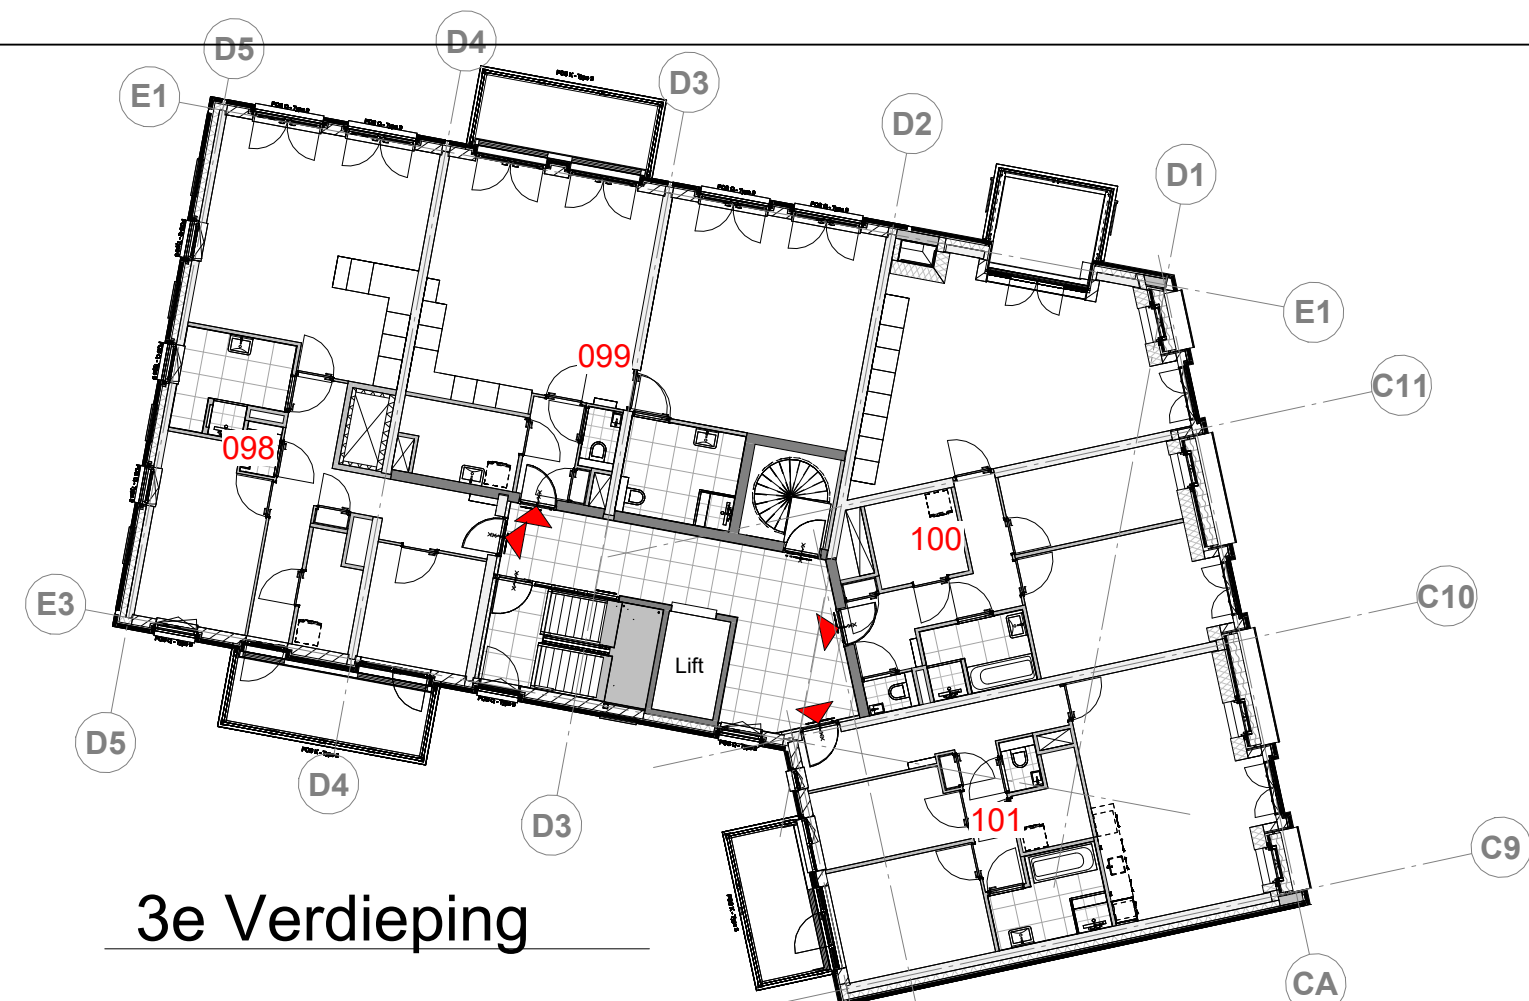 D5
D4
D3
E1
D2
D1
E1
C11
099
098
100
C10
E3
Lift
D5
D4
D3
101
C9
3e Verdieping
CA